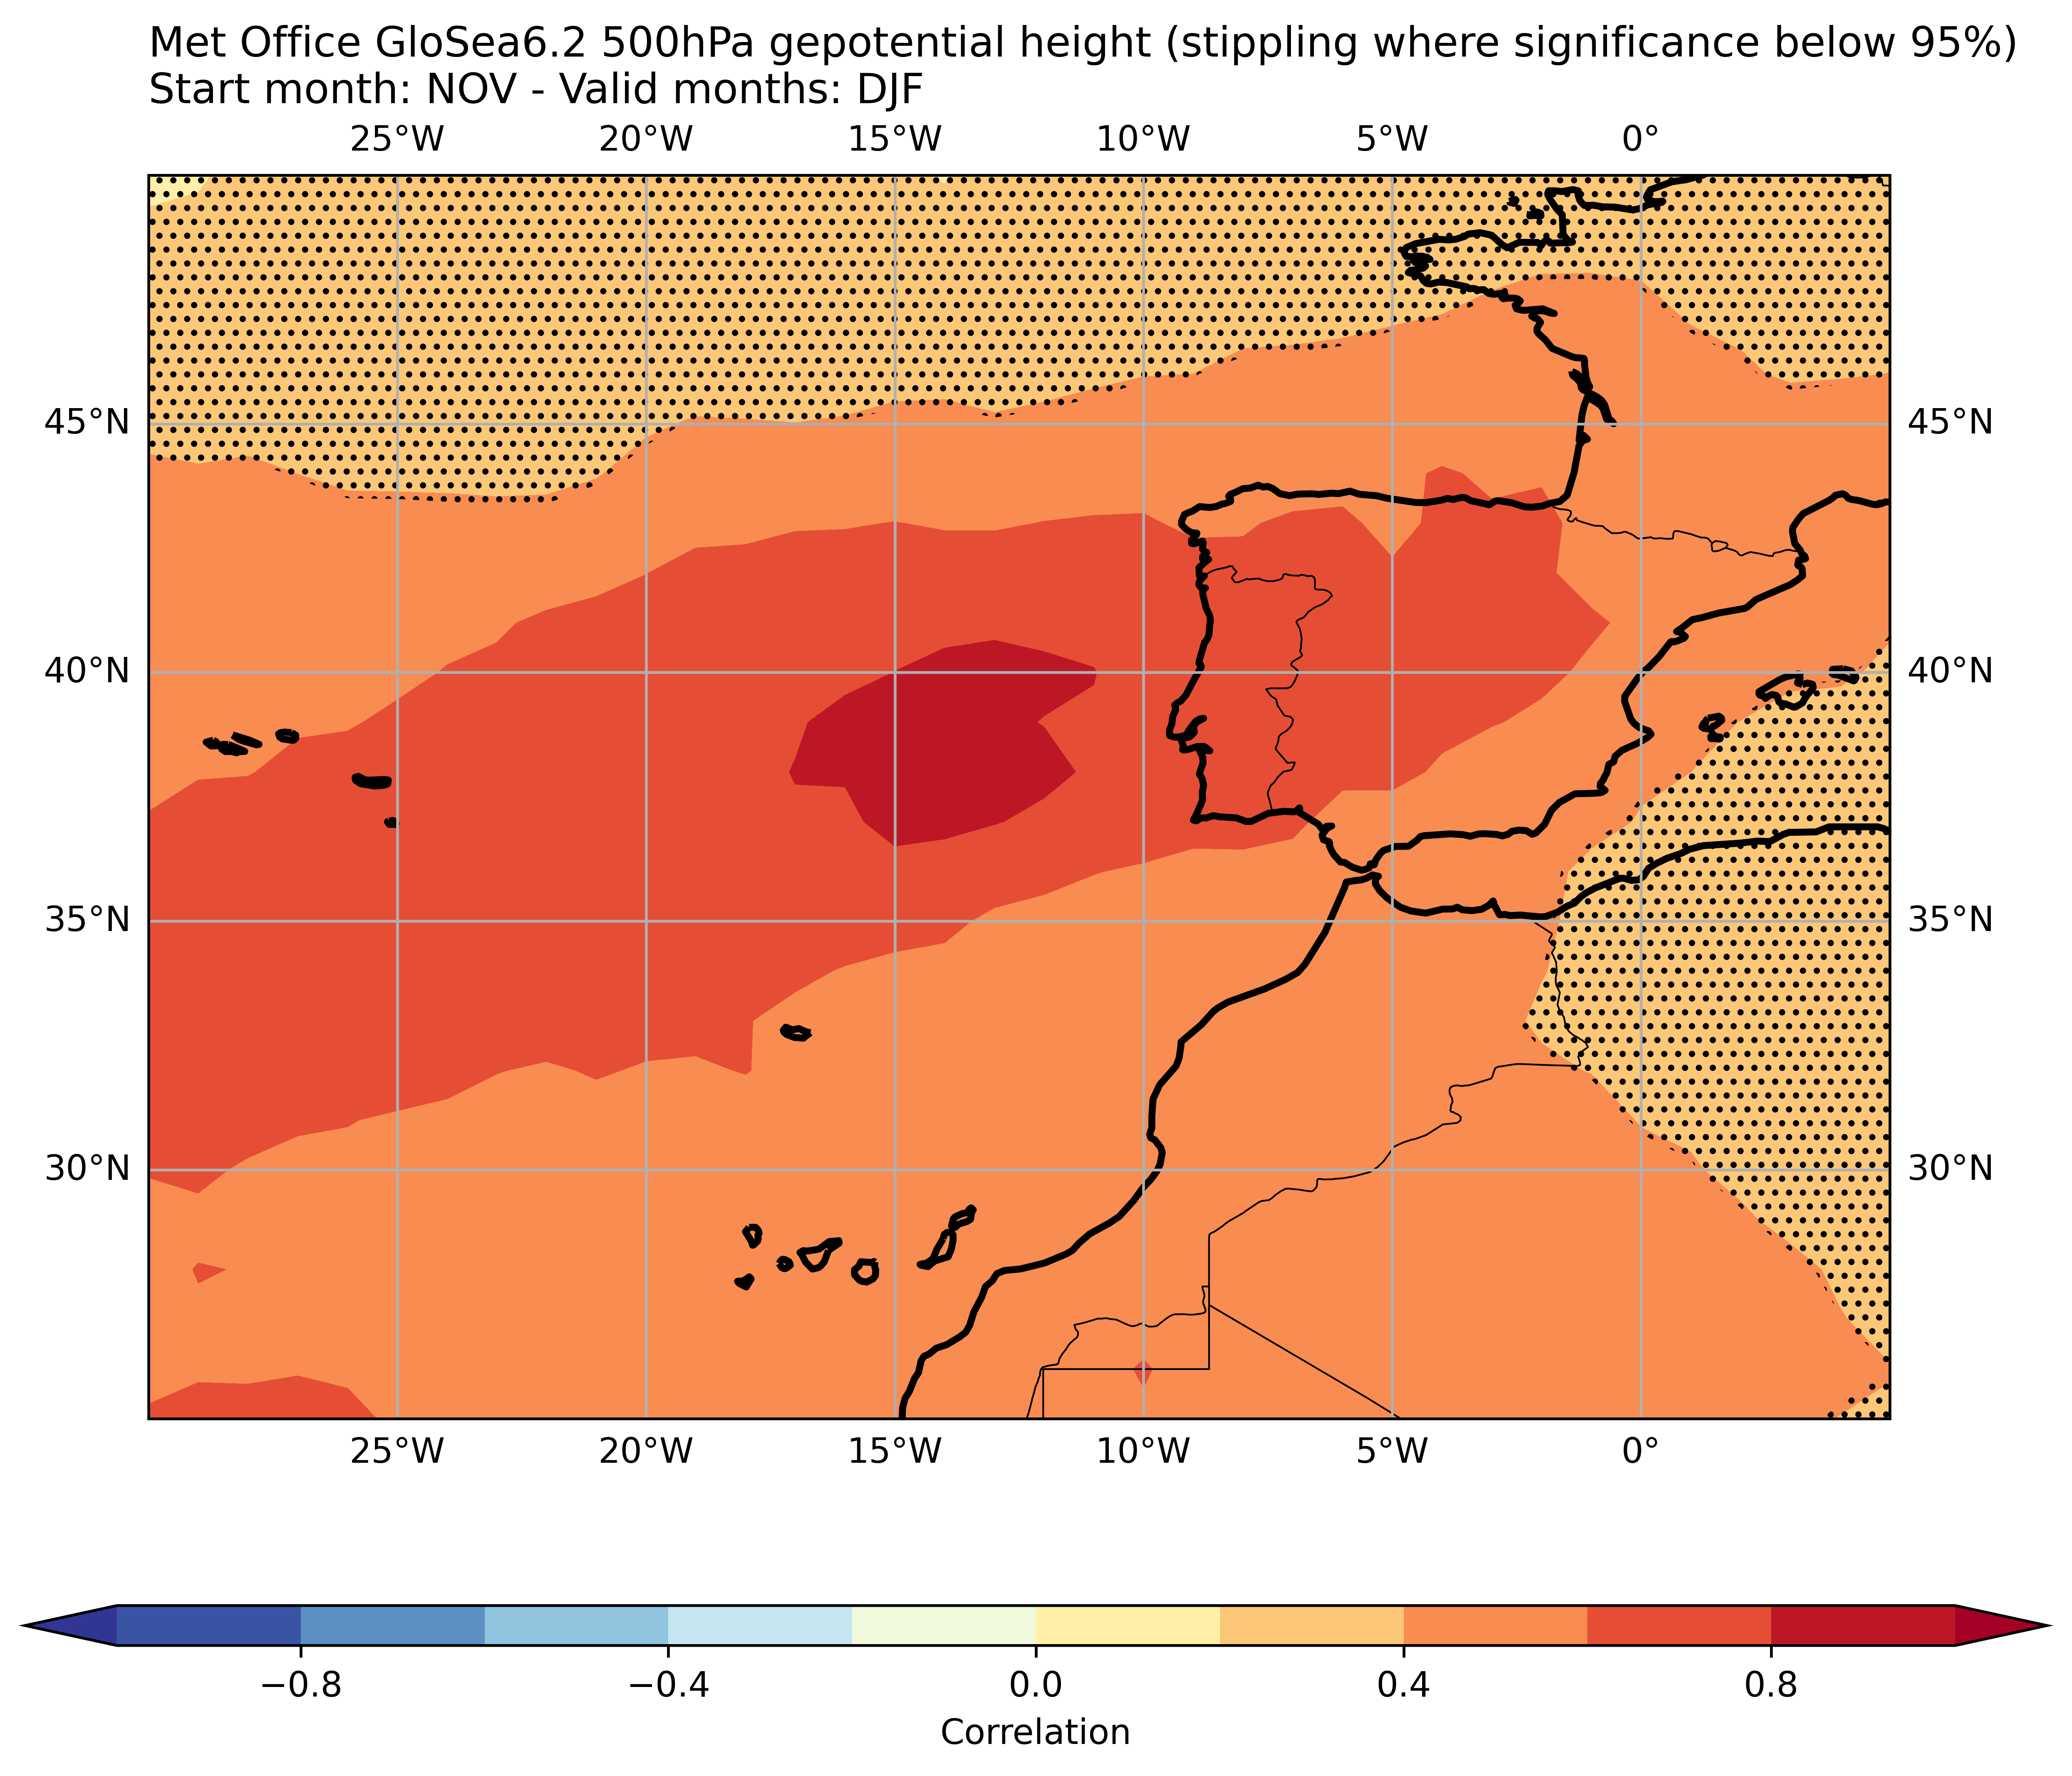 Met Office GloSea6.2 500hPa gepotential height (stippling where significance below 95%)
Start month: NOV - Valid months: DJF
25°W 20°W 15°W 10°W 5°W 0°
45°N 45°N
40°N 40°N
35°N 35°N
30°N 30°N
25°W 20°W 15°W 10°W 5°W 0°
−0.8 −0.4 0.0 0.4 0.8
Correlation